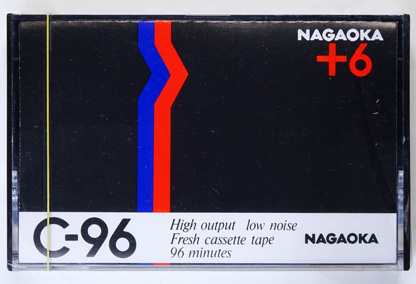 NAGAOKA
+6
C-96
High output low noise
Fresh cassette tape
96 minutes
NAGAOKA